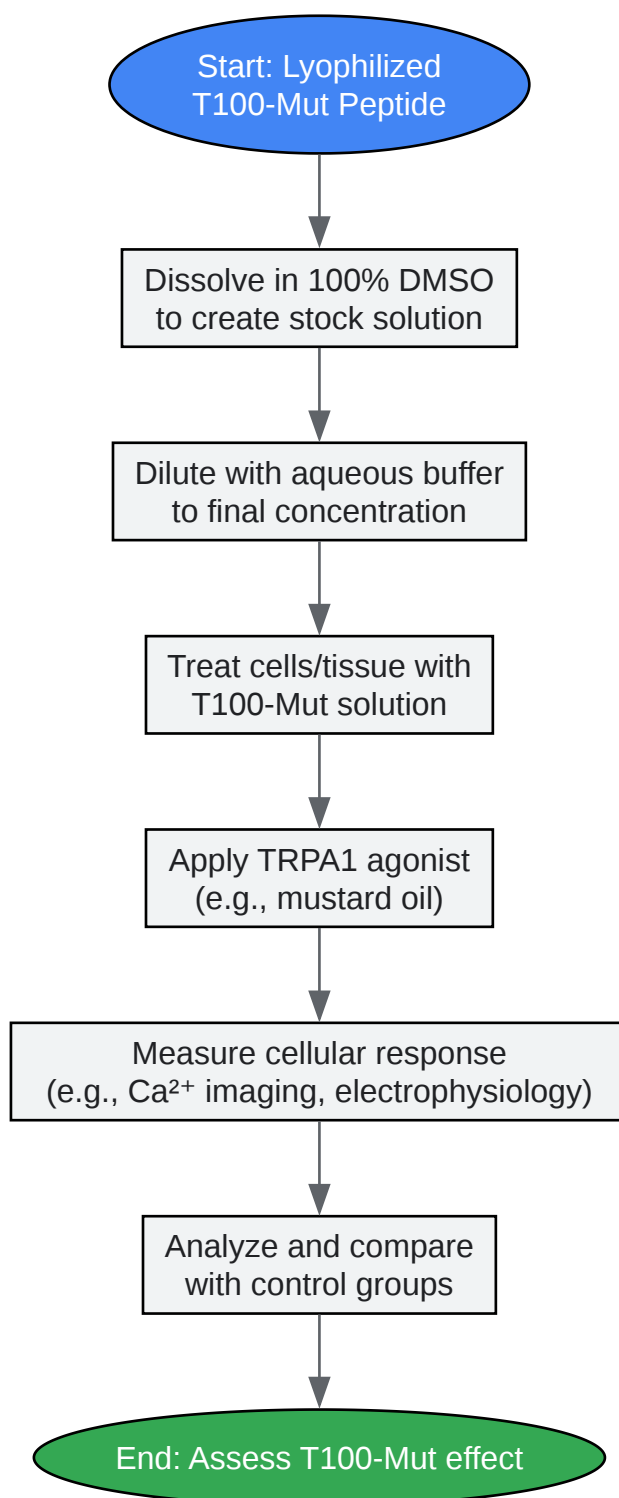 Start: Lyophilized
T100-Mut Peptide
Dissolve in 100% DMSO
to create stock solution
Dilute with aqueous buffer
to final concentration
Treat cells/tissue with
T100-Mut solution
Apply TRPA1 agonist
(e.g., mustard oil)
Measure cellular response
(e.g., Ca²⁺ imaging, electrophysiology)
Analyze and compare
with control groups
End: Assess T100-Mut effect